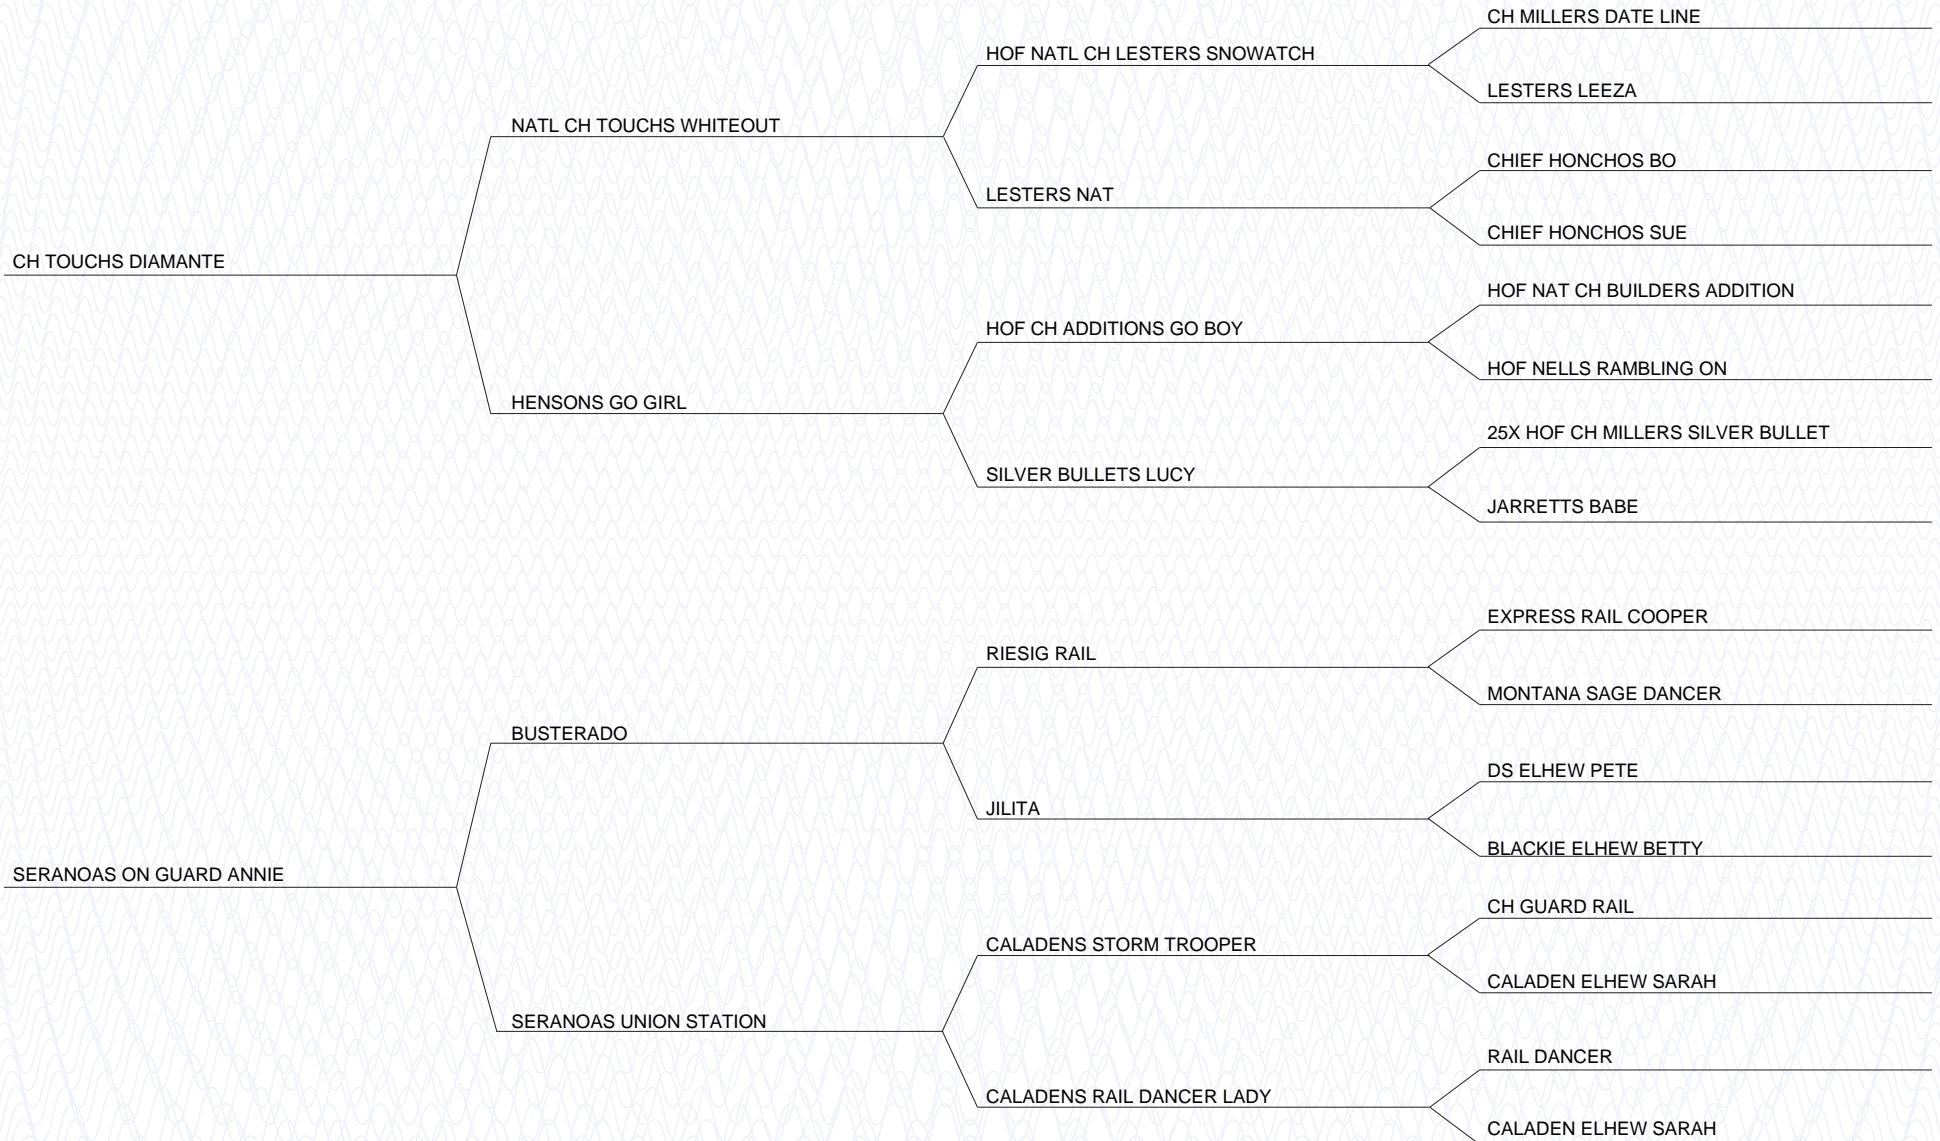 CH MILLERS DATE LINE
HOF NATL CH LESTERS SNOWATCH
LESTERS LEEZA
NATL CH TOUCHS WHITEOUT
CHIEF HONCHOS BO
LESTERS NAT
CHIEF HONCHOS SUE
CH TOUCHS DIAMANTE
HOF NAT CH BUILDERS ADDITION
HOF CH ADDITIONS GO BOY
HOF NELLS RAMBLING ON
HENSONS GO GIRL
25X HOF CH MILLERS SILVER BULLET
SILVER BULLETS LUCY
JARRETTS BABE
EXPRESS RAIL COOPER
RIESIG RAIL
MONTANA SAGE DANCER
BUSTERADO
DS ELHEW PETE
JILITA
BLACKIE ELHEW BETTY
SERANOAS ON GUARD ANNIE
CH GUARD RAIL
CALADENS STORM TROOPER
CALADEN ELHEW SARAH
SERANOAS UNION STATION
RAIL DANCER
CALADENS RAIL DANCER LADY
CALADEN ELHEW SARAH